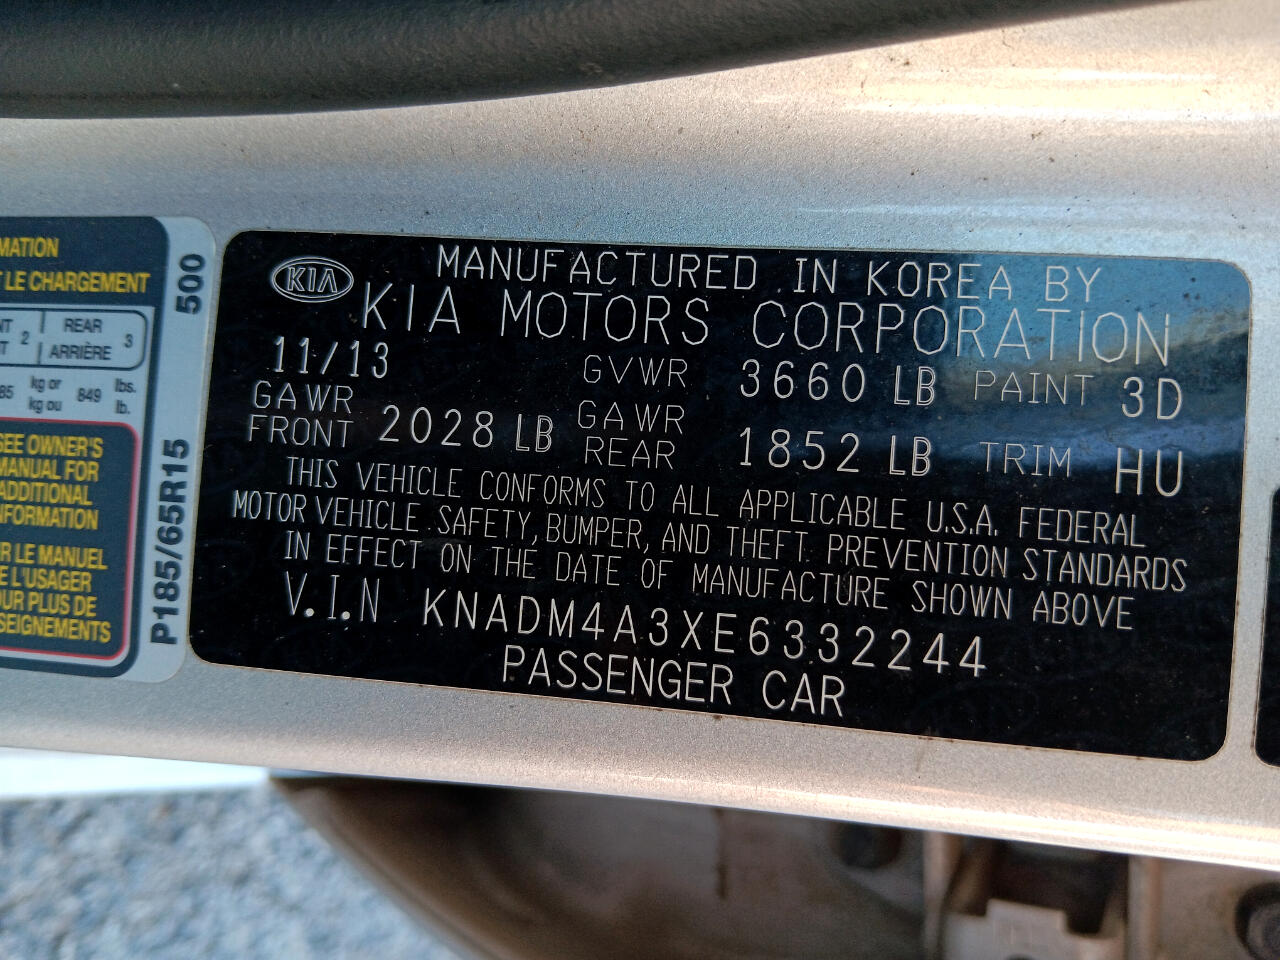 MATION
T LE CHARGEMENT
NT 2 REAR 3
T ARRIÈRE
85 kg or 849 lbs.
kg ou lb.
SEE OWNER'S
MANUAL FOR
ADDITIONAL
NFORMATION
R LE MANUEL
E L'USAGER
OUR PLUS DE
SEIGNEMENTS
P185/65R15 500
KIA
MANUFACTURED IN KOREA BY
KIA MOTORS CORPORATION
11/13 GVWR 3660 LB PAINT 3D
GAWR FRONT 2028 LB GAWR REAR 1852 LB TRIM HU
THIS VEHICLE CONFORMS TO ALL APPLICABLE U.S.A. FEDERAL
MOTOR VEHICLE SAFETY, BUMPER, AND THEFT PREVENTION STANDARDS
IN EFFECT ON THE DATE OF MANUFACTURE SHOWN ABOVE
V.I.N KNADM4A3XE6332244
PASSENGER CAR